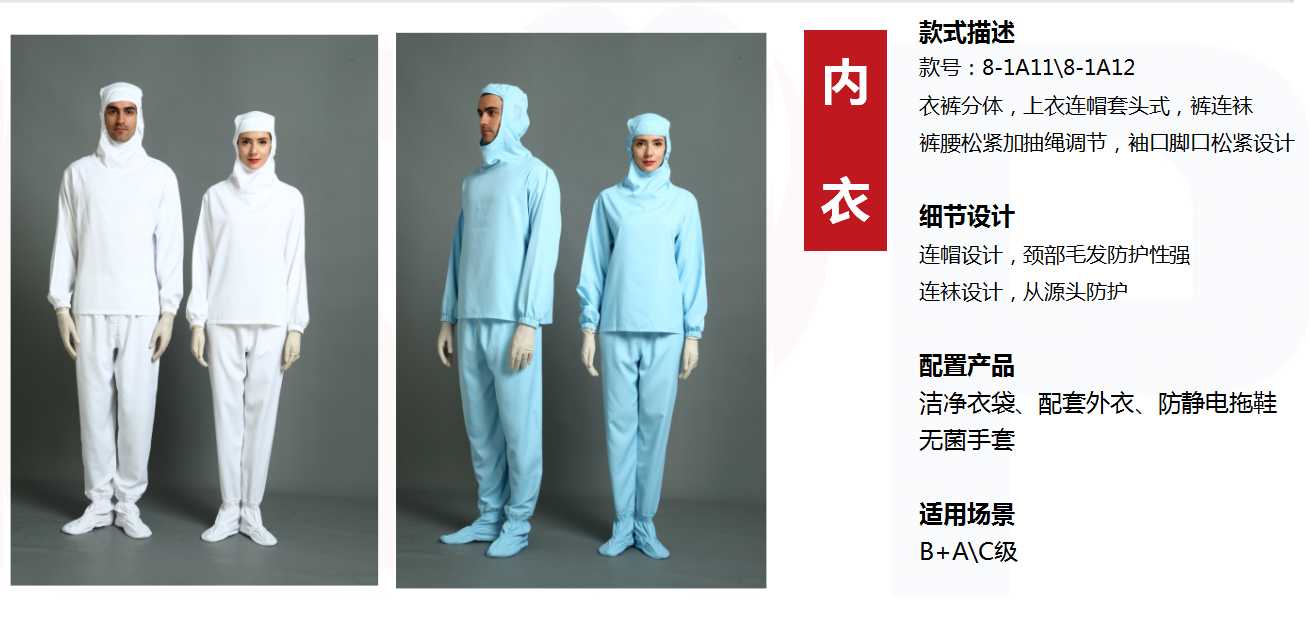 内
衣
款式描述
款号：8-1A11\8-1A12
衣裤分体，上衣连帽套头式，裤连袜
裤腰松紧加抽绳调节，袖口脚口松紧设计
细节设计
连帽设计，颈部毛发防护性强
连袜设计，从源头防护
配置产品
洁净衣袋、配套外衣、防静电拖鞋
无菌手套
适用场景
B+A\C级